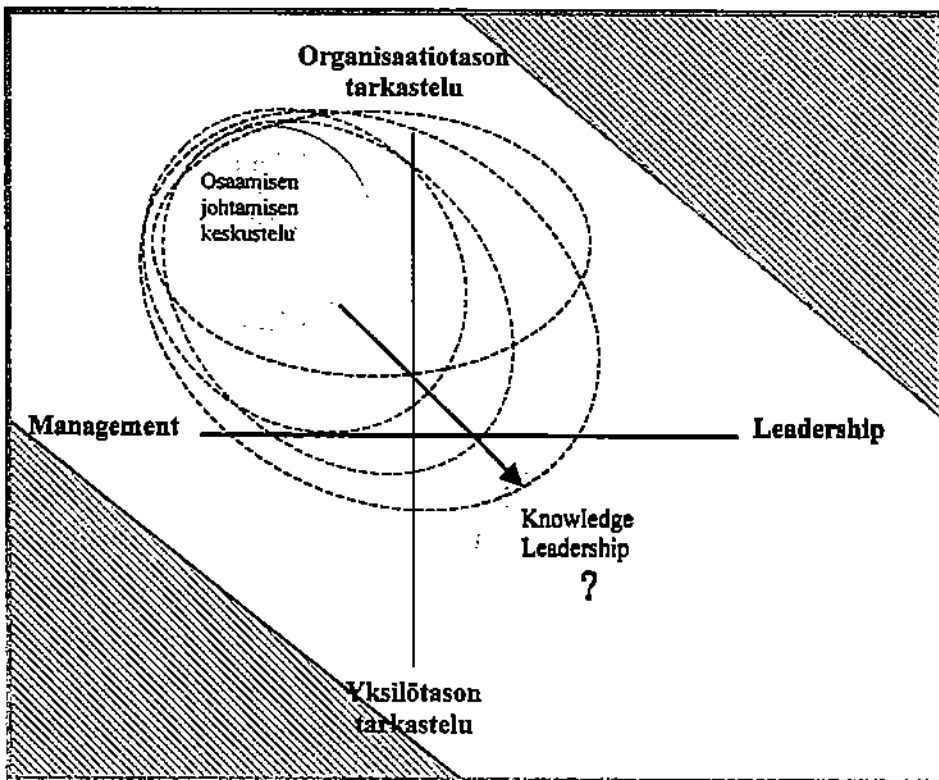 Organisaatiotason
tarkastelu
Osaamisen
johtamisen
keskustelu
Management
Leadership
Knowledge
Leadership
?
Yksilötason
tarkastelu